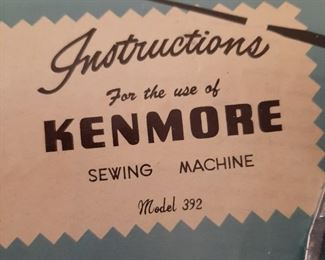 Instructions
For the use of
KENMORE
SEWING MACHINE
Model 392